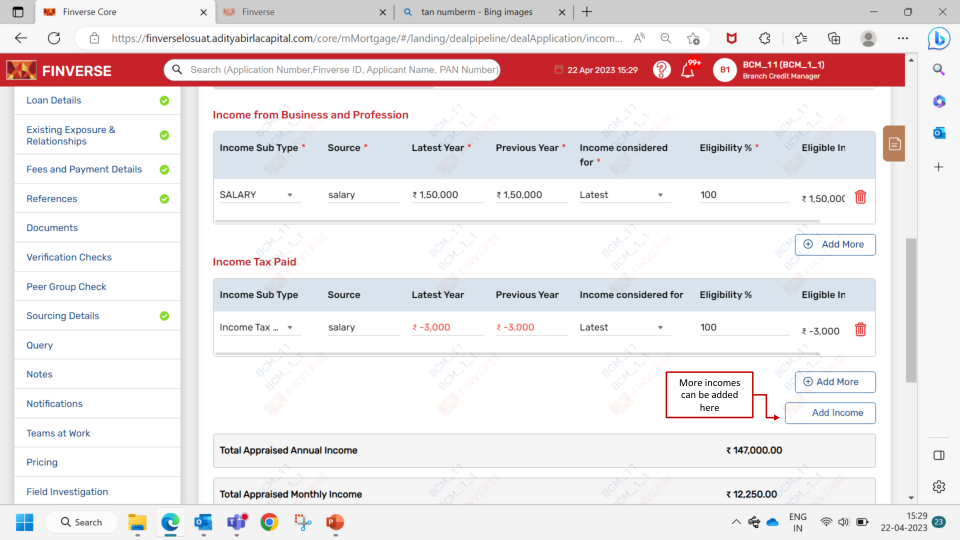 Finverse Core
Finverse
tan numberm - Bing images
https://finverselosuat.adityabirlacapital.com/core/mMortgage/#/landing/dealpipeline/dealApplication/incom...
FINVERSE
Search (Application Number,Finverse ID, Applicant Name, PAN Number)
22 Apr 2023 15:29
99+
B1
BCM_11 (BCM_1_1)
Branch Credit Manager
Loan Details
Existing Exposure &
Relationships
Fees and Payment Details
References
Documents
Verification Checks
Peer Group Check
Sourcing Details
Query
Notes
Notifications
Teams at Work
Pricing
Field Investigation
Income from Business and Profession
Income Sub Type * Source * Latest Year * Previous Year * Income considered for * Eligibility % * Eligible In
SALARY salary ₹ 1,50,000 ₹ 1,50,000 Latest 100 ₹ 1,50,000
Add More
Income Tax Paid
Income Sub Type Source Latest Year Previous Year Income considered for Eligibility % Eligible In
Income Tax ... salary ₹ -3,000 ₹ -3,000 Latest 100 ₹ -3,000
Add More
More incomes
can be added
here
Add Income
Total Appraised Annual Income ₹ 147,000.00
Total Appraised Monthly Income ₹ 12,250.00
BCM_11
BCM_1_1
FINVERSE
Search
ENG
IN
15:29
22-04-2023
23